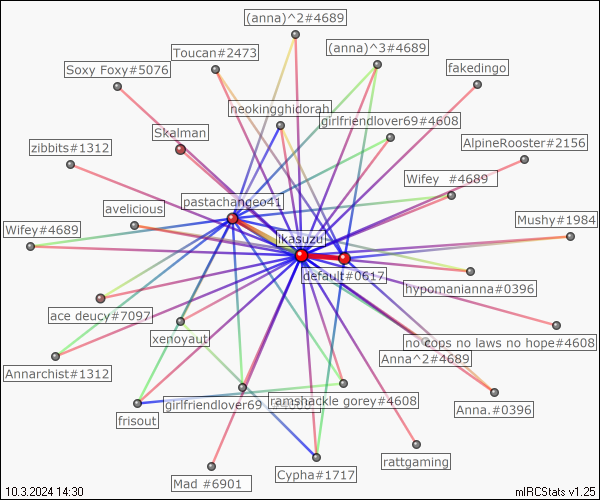 (anna)^2#4689
Toucan#2473
(anna)^3#4689
Soxy Foxy#5076
fakedingo
neokingghidorah
girlfriendlover69#4608
Skalman
zibbits#1312
AlpineRooster#2156
Wifey #4689
pastachangeo41
avelicious
Mushy#1984
Wifey#4689
ikasuzu
default#0617
hypomanianna#0396
ace deucy#7097
xenoyaut
no cops no laws no hope#4608
Anna^2#4689
Annarchist#1312
girlfriendlover69
ramshackle gorey#4608
Anna.#0396
frisout
rattgaming
Mad #6901
Cypha#1717
10.3.2024 14:30
mIRCStats v1.25